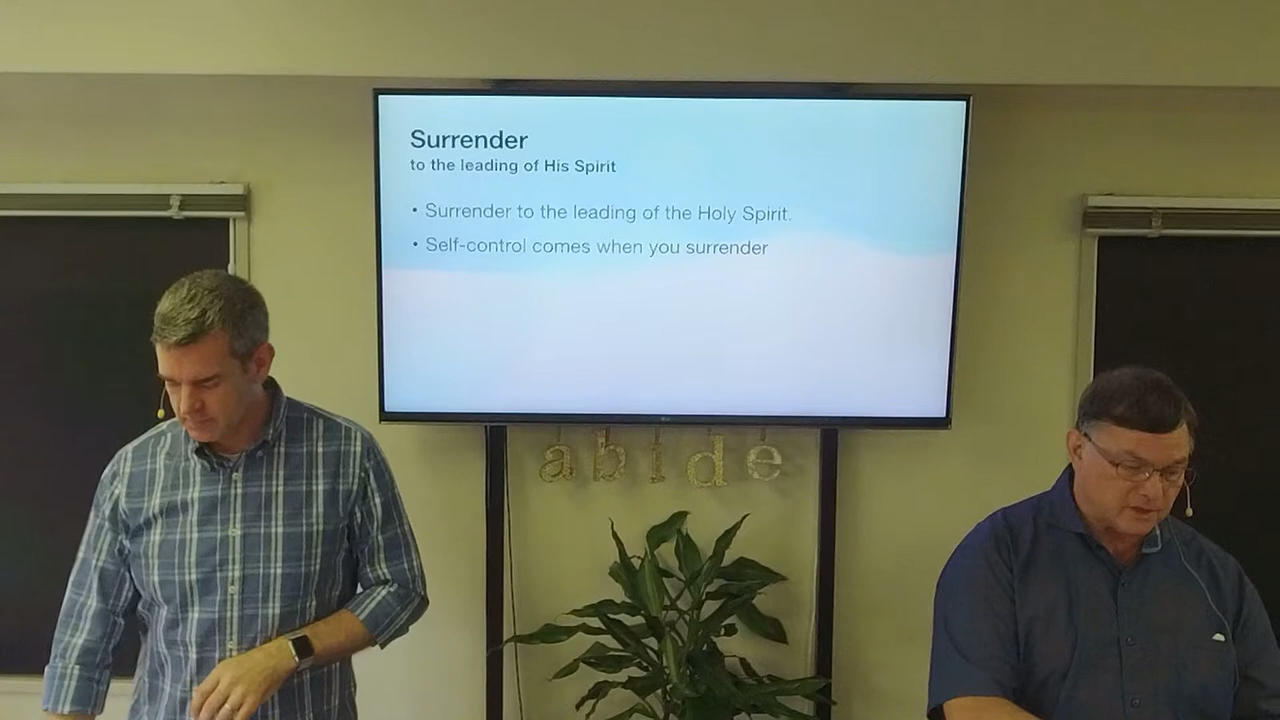 Surrender
to the leading of His Spirit
• Surrender to the leading of the Holy Spirit.
• Self-control comes when you surrender
abide